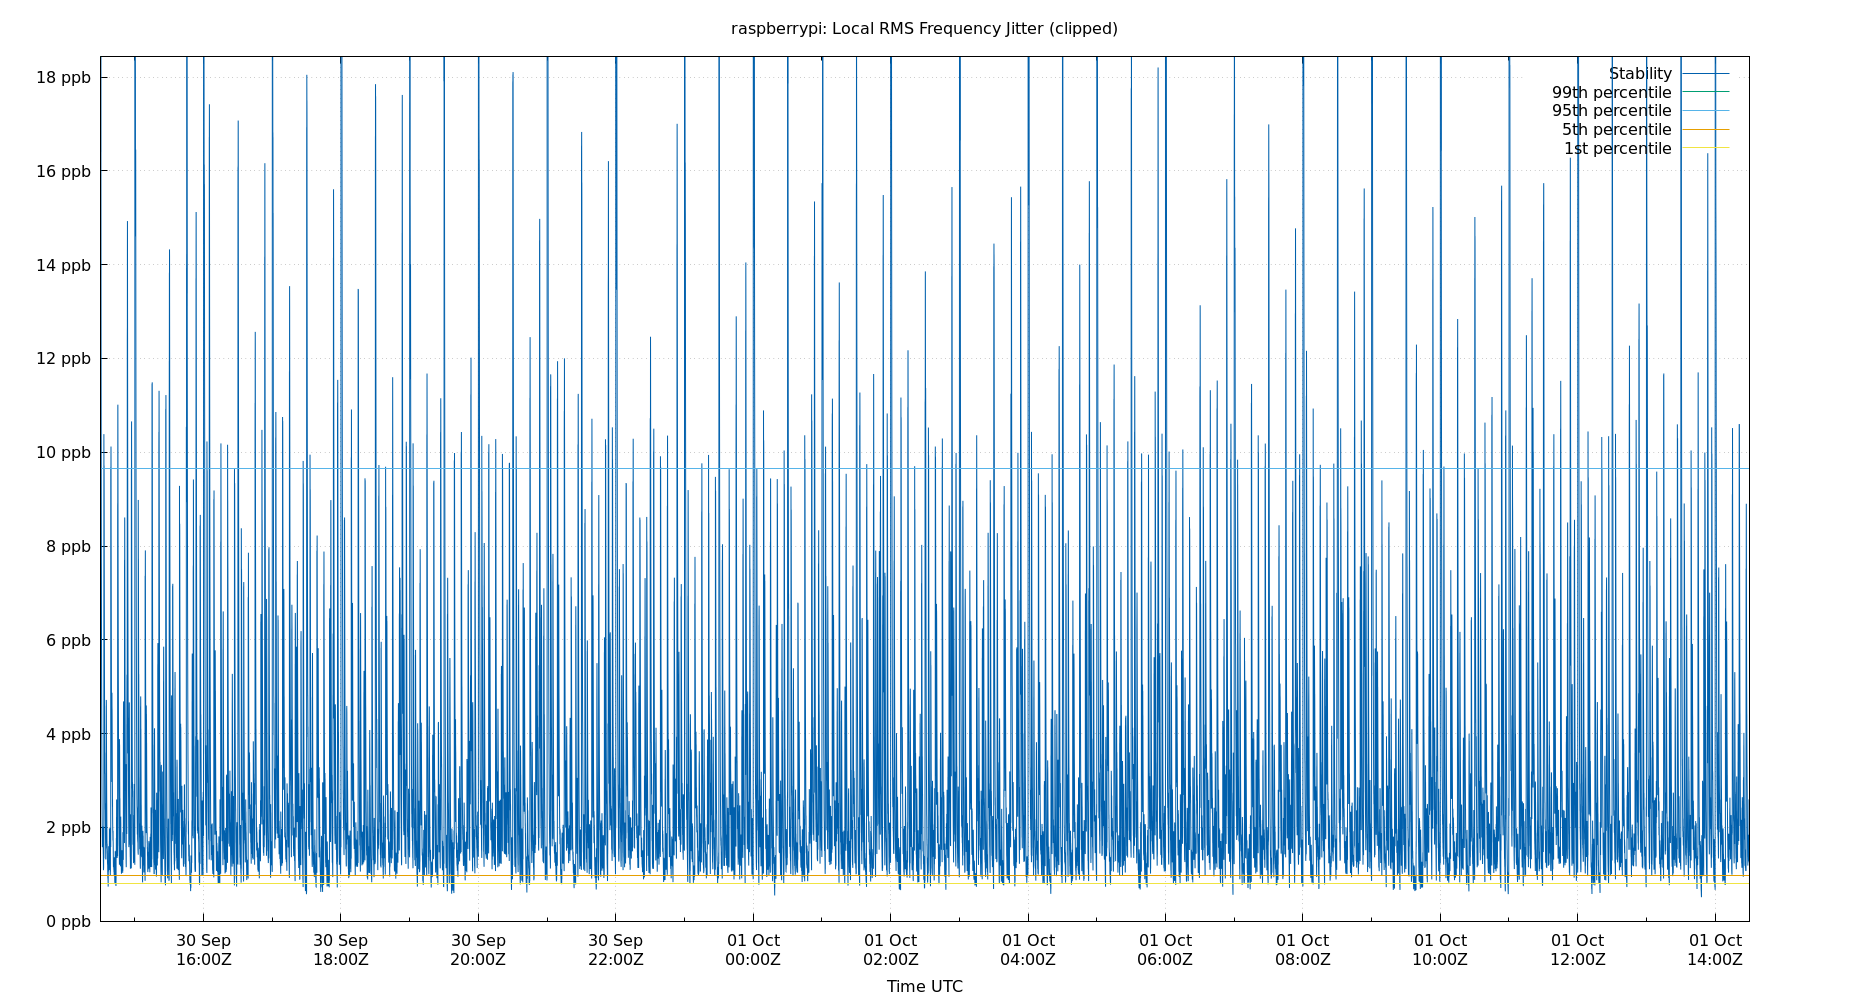 raspberrypi: Local RMS Frequency Jitter (clipped)
18 ppb
16 ppb
14 ppb
12 ppb
10 ppb
8 ppb
6 ppb
4 ppb
2 ppb
0 ppb
Stability
99th percentile
95th percentile
5th percentile
1st percentile
30 Sep
16:00Z
30 Sep
18:00Z
30 Sep
20:00Z
30 Sep
22:00Z
01 Oct
00:00Z
01 Oct
02:00Z
01 Oct
04:00Z
01 Oct
06:00Z
01 Oct
08:00Z
01 Oct
10:00Z
01 Oct
12:00Z
01 Oct
14:00Z
Time UTC